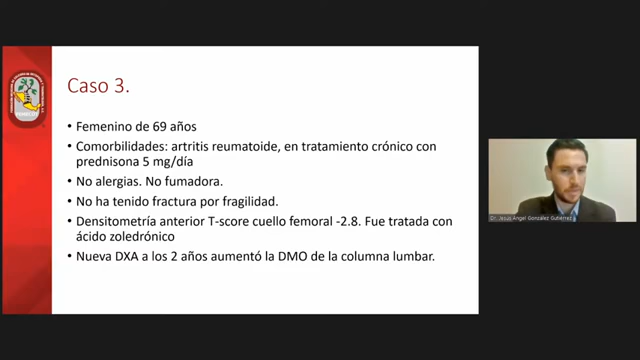 Caso 3.
• Femenino de 69 años
• Comorbilidades: artritis reumatoide, en tratamiento crónico con
prednisona 5 mg/día
• No alergias. No fumadora.
• No ha tenido fractura por fragilidad.
• Densitometría anterior T-score cuello femoral -2.8. Fue tratada con
ácido zoledrónico
• Nueva DXA a los 2 años aumentó la DMO de la columna lumbar.
Dr. Jesús Ángel González Gutiérrez